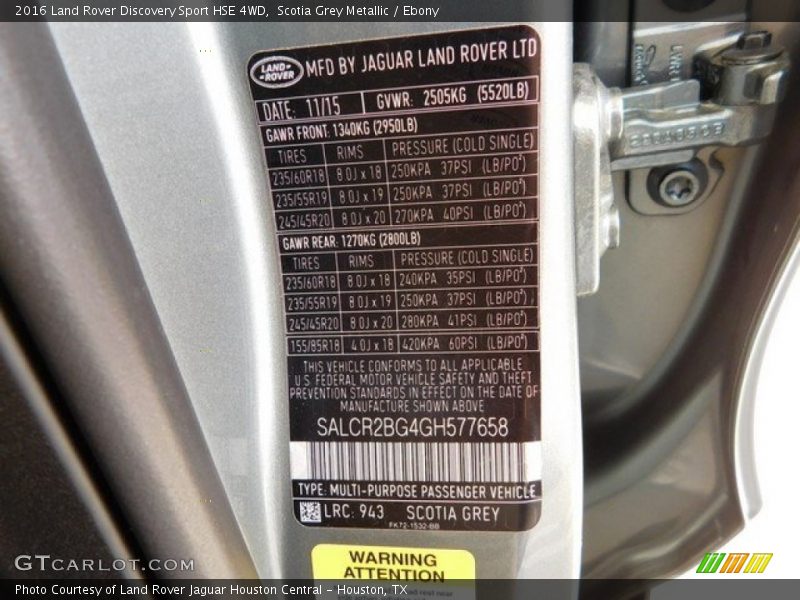 2016 Land Rover Discovery Sport HSE 4WD, Scotia Grey Metallic / Ebony
LAND ROVER MFD BY JAGUAR LAND ROVER LTD
DATE: 11/15 GVWR: 2505KG (5520LB)
GAWR FRONT: 1340KG (2950LB)
TIRES RIMS PRESSURE (COLD SINGLE)
235/60R18 8.0J x 18 250KPA 37PSI (LB/PO²)
235/55R19 8.0J x 19 250KPA 37PSI (LB/PO²)
245/45R20 8.0J x 20 270KPA 40PSI (LB/PO²)
GAWR REAR: 1270KG (2800LB)
TIRES RIMS PRESSURE (COLD SINGLE)
235/60R18 8.0J x 18 240KPA 35PSI (LB/PO²)
235/55R19 8.0J x 19 250KPA 37PSI (LB/PO²)
245/45R20 8.0J x 20 280KPA 41PSI (LB/PO²)
155/85R18 4.0J x 18 420KPA 60PSI (LB/PO²)
THIS VEHICLE CONFORMS TO ALL APPLICABLE
U.S. FEDERAL MOTOR VEHICLE SAFETY AND THEFT
PREVENTION STANDARDS IN EFFECT ON THE DATE OF
MANUFACTURE SHOWN ABOVE
SALCR2BG4GH577658
TYPE: MULTI-PURPOSE PASSENGER VEHICLE
LRC: 943 SCOTIA GREY
FK72-1532-BB
WARNING
ATTENTION
GTCARLOT.COM
Photo Courtesy of Land Rover Jaguar Houston Central - Houston, TX